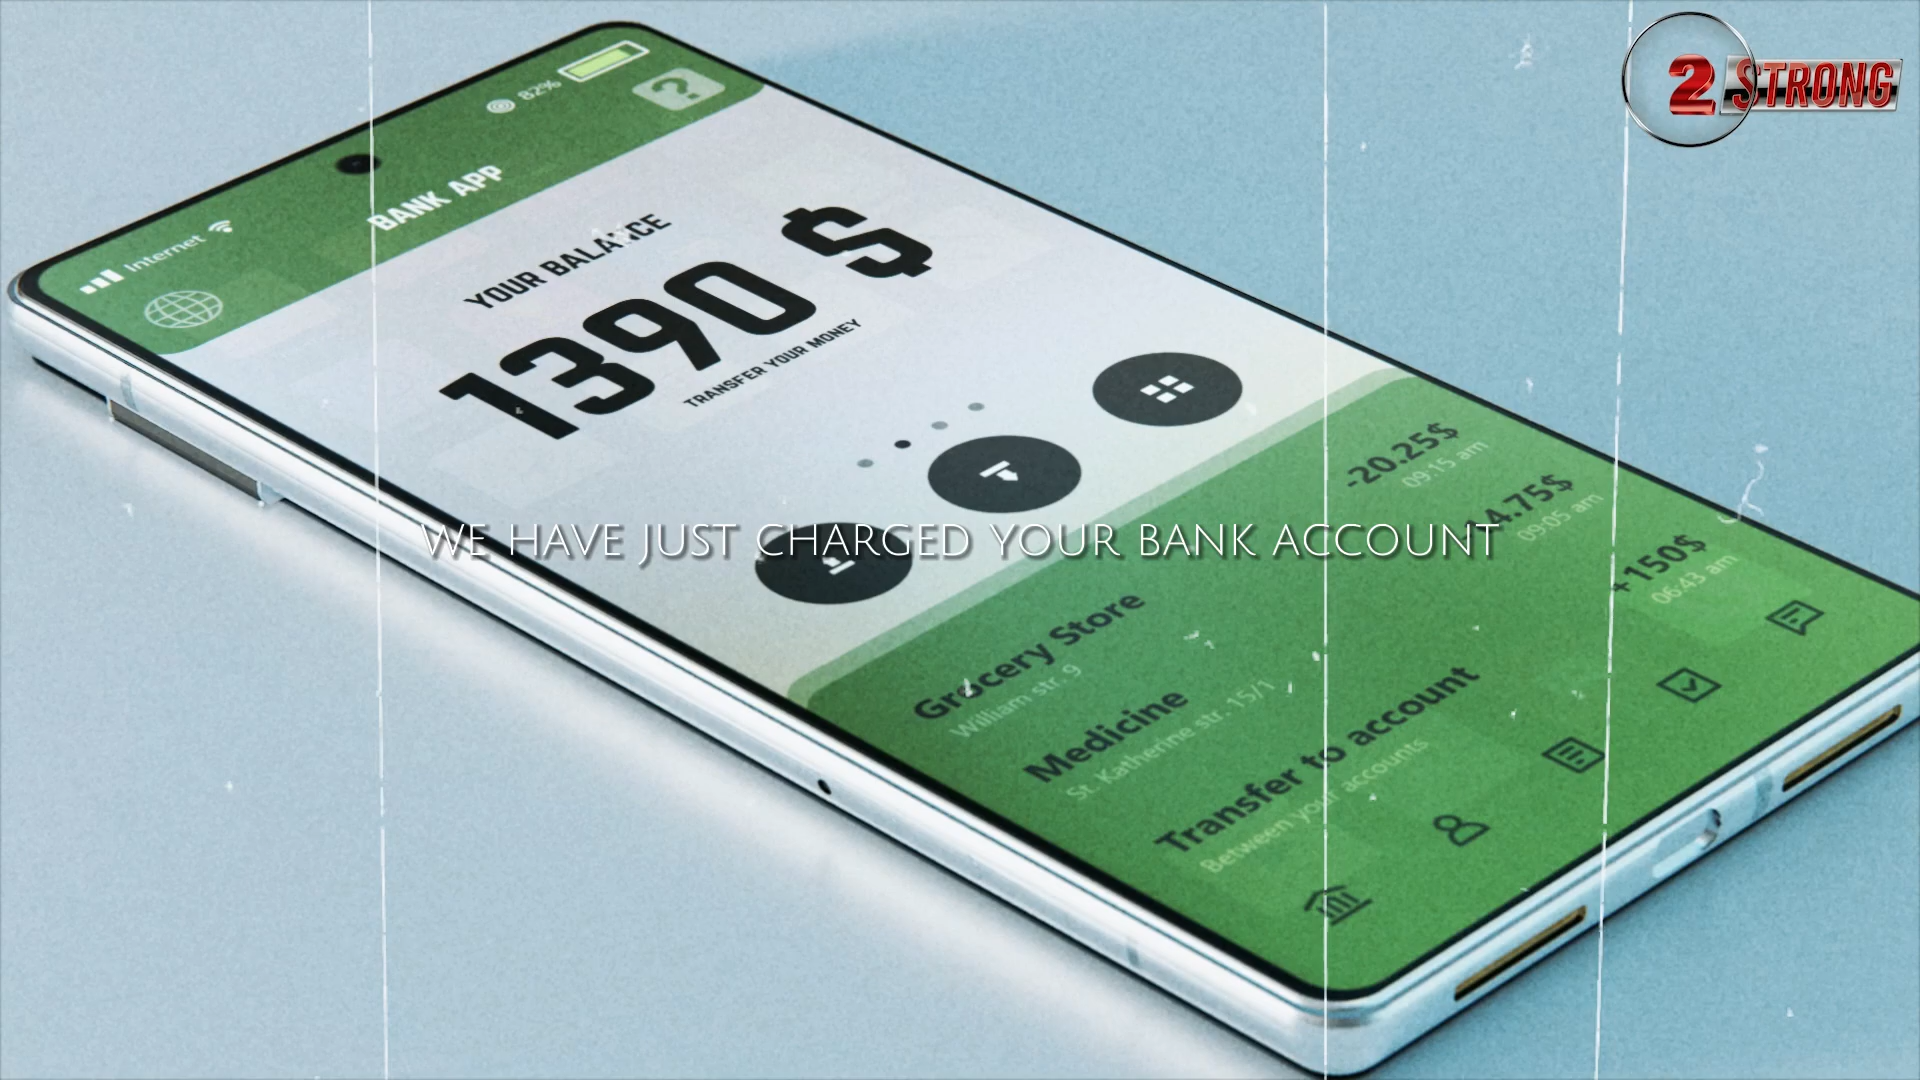 2 STRONG
82%
Internet
BANK APP
YOUR BALANCE
1390 $
TRANSFER YOUR MONEY
WE HAVE JUST CHARGED YOUR BANK ACCOUNT
Grocery Store
-20.25$
William str. 9
09:15 am
Medicine
4.75$
St. Katherine str. 15/1
09:05 am
Transfer to account
+150$
Between your accounts
06:43 am